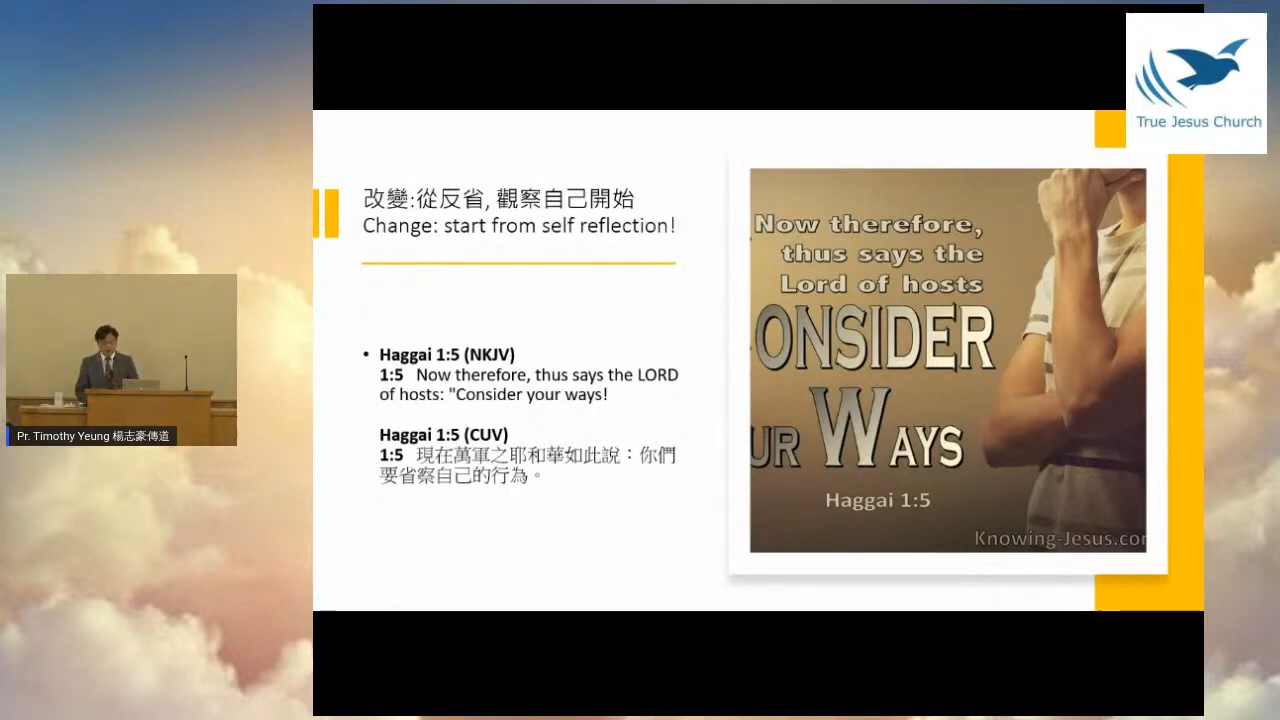 True Jesus Church
改變:從反省, 觀察自己開始
Change: start from self reflection!
• Haggai 1:5 (NKJV)
1:5 Now therefore, thus says the LORD
of hosts: "Consider your ways!
Haggai 1:5 (CUV)
1:5 現在萬軍之耶和華如此說：你們
要省察自己的行為。
Now therefore,
thus says the
Lord of hosts
ONSIDER
UR WAYS
Haggai 1:5
Knowing-Jesus.com
Pr. Timothy Yeung 楊志豪傳道